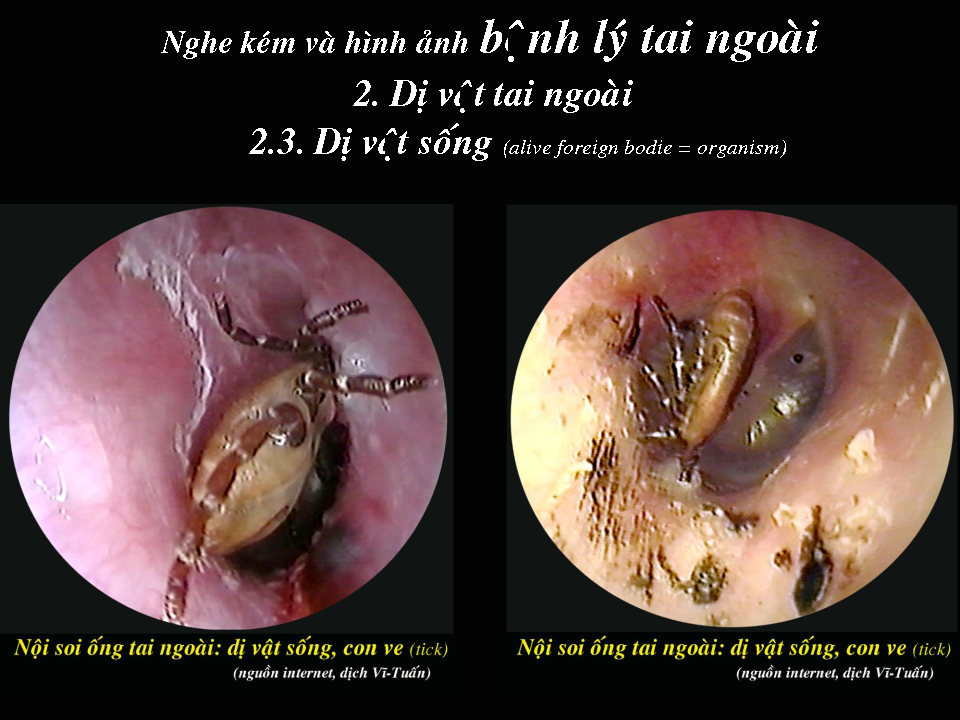 Nghe kém và hình ảnh bệnh lý tai ngoài
2. Dị vật tai ngoài
2.3. Dị vật sống (alive foreign bodie = organism)
Nội soi ống tai ngoài: dị vật sống, con ve (tick)
(nguồn internet, dịch Vĩ-Tuấn)
Nội soi ống tai ngoài: dị vật sống, con ve (tick)
(nguồn internet, dịch Vĩ-Tuấn)